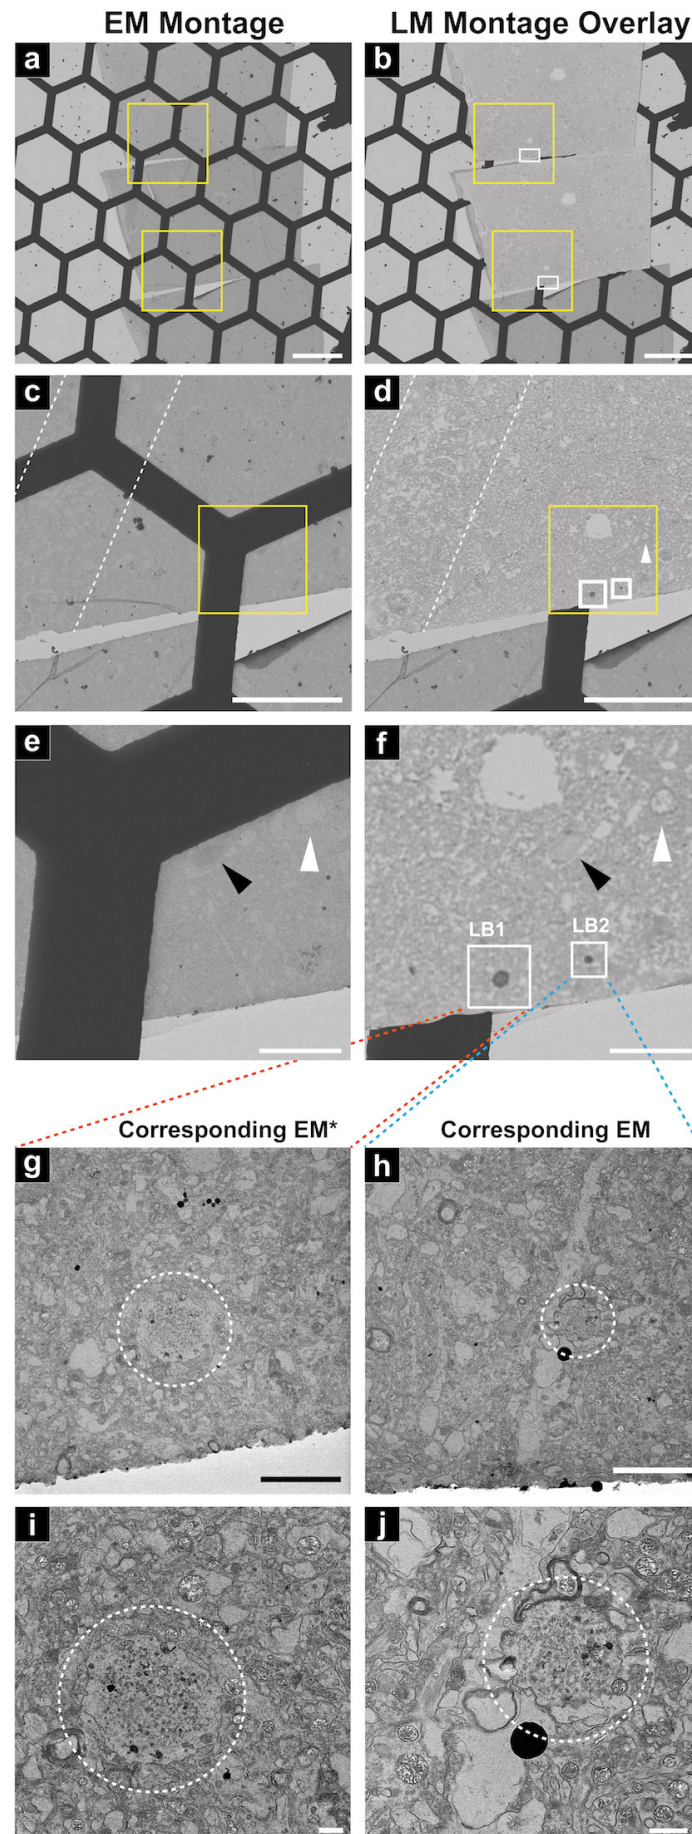 EM Montage LM Montage Overlay
a b
c d
e f
LB1 LB2
Corresponding EM* Corresponding EM
g h
i j